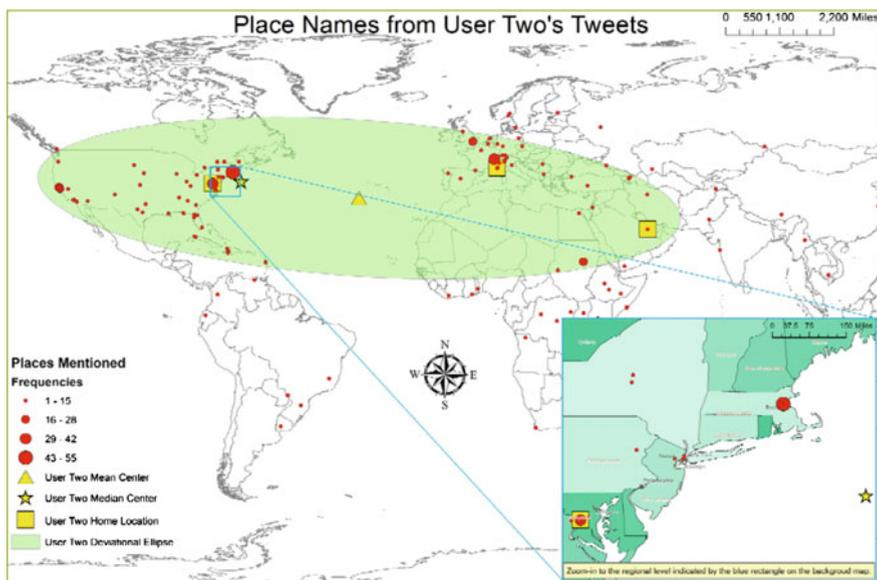 Place Names from User Two's Tweets
0 550 1,100 2,200 Miles
N
W E
S
Places Mentioned
Frequencies
1 - 15
16 - 28
29 - 42
43 - 55
User Two Mean Center
User Two Median Center
User Two Home Location
User Two Deviational Ellipse
0 37.5 75 150 Miles
Zoom-in to the regional level indicated by the blue rectangle on the backgroud map.